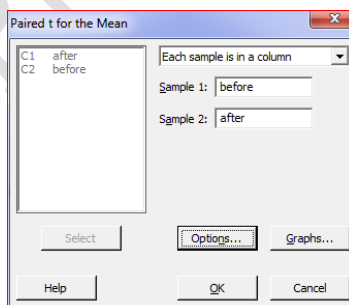 Paired t for the Mean
C1 after
C2 before
Each sample is in a column
Sample 1: before
Sample 2: after
Select
Options...
Graphs...
Help
OK
Cancel